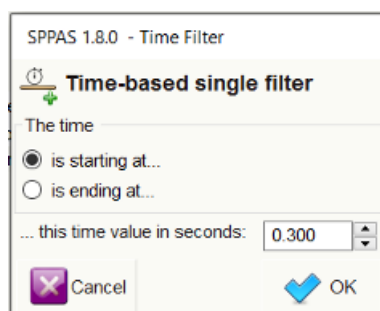 SPPAS 1.8.0 - Time Filter
Time-based single filter
The time
is starting at...
is ending at...
... this time value in seconds: 0.300
Cancel OK